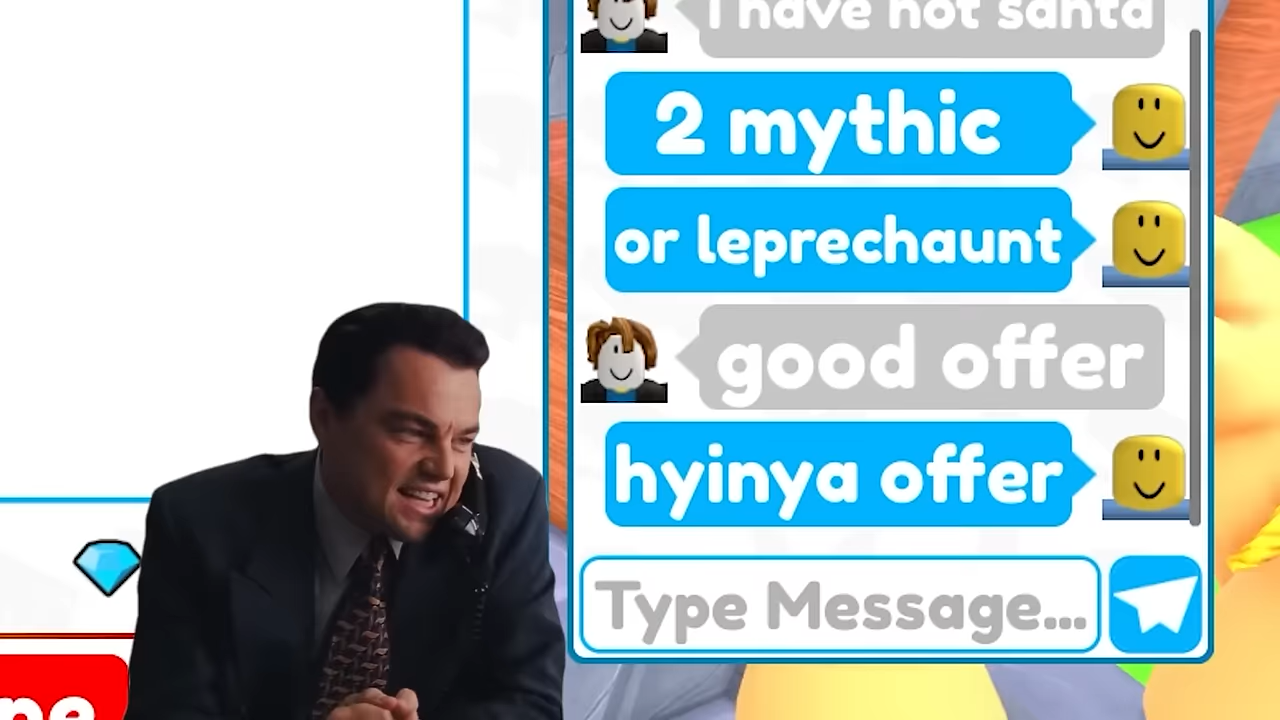 I have not santa
2 mythic
or leprechaunt
good offer
hyinya offer
Type Message...